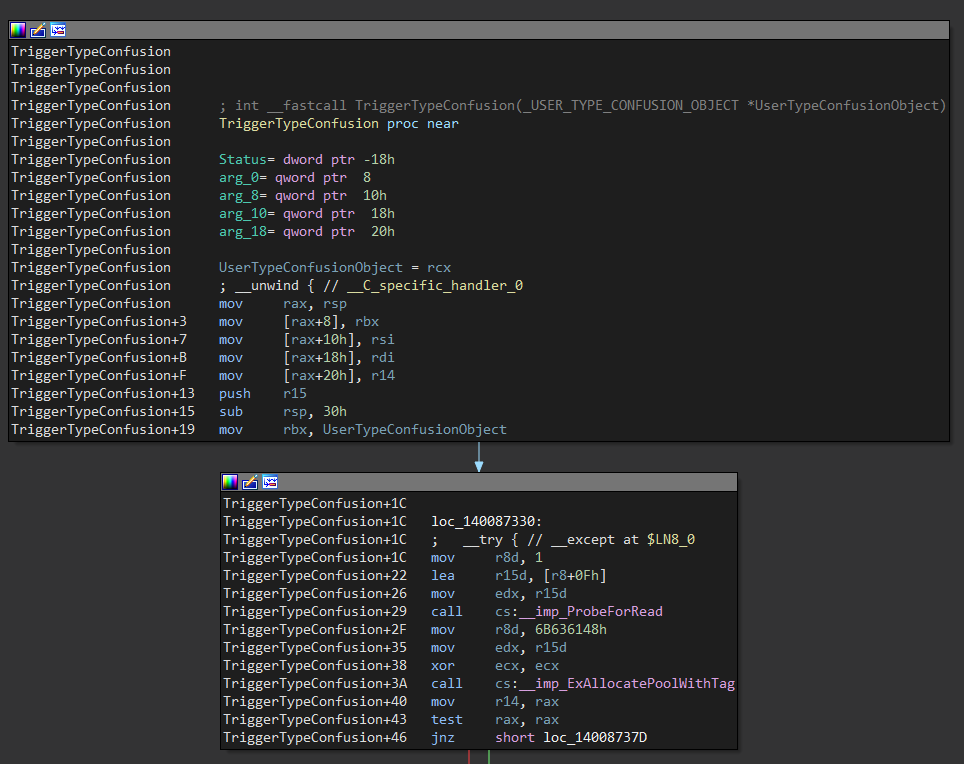 TriggerTypeConfusion
TriggerTypeConfusion
TriggerTypeConfusion
TriggerTypeConfusion ; int __fastcall TriggerTypeConfusion(_USER_TYPE_CONFUSION_OBJECT *UserTypeConfusionObject)
TriggerTypeConfusion TriggerTypeConfusion proc near
TriggerTypeConfusion
TriggerTypeConfusion Status= dword ptr -18h
TriggerTypeConfusion arg_0= qword ptr 8
TriggerTypeConfusion arg_8= qword ptr 10h
TriggerTypeConfusion arg_10= qword ptr 18h
TriggerTypeConfusion arg_18= qword ptr 20h
TriggerTypeConfusion
TriggerTypeConfusion UserTypeConfusionObject = rcx
TriggerTypeConfusion ; __unwind { // __C_specific_handler_0
TriggerTypeConfusion mov rax, rsp
TriggerTypeConfusion+3 mov [rax+8], rbx
TriggerTypeConfusion+7 mov [rax+10h], rsi
TriggerTypeConfusion+B mov [rax+18h], rdi
TriggerTypeConfusion+F mov [rax+20h], r14
TriggerTypeConfusion+13 push r15
TriggerTypeConfusion+15 sub rsp, 30h
TriggerTypeConfusion+19 mov rbx, UserTypeConfusionObject
TriggerTypeConfusion+1C
TriggerTypeConfusion+1C loc_140087330:
TriggerTypeConfusion+1C ; __try { // __except at $LN8_0
TriggerTypeConfusion+1C mov r8d, 1
TriggerTypeConfusion+22 lea r15d, [r8+0Fh]
TriggerTypeConfusion+26 mov edx, r15d
TriggerTypeConfusion+29 call cs:__imp_ProbeForRead
TriggerTypeConfusion+2F mov r8d, 6B636148h
TriggerTypeConfusion+35 mov edx, r15d
TriggerTypeConfusion+38 xor ecx, ecx
TriggerTypeConfusion+3A call cs:__imp_ExAllocatePoolWithTag
TriggerTypeConfusion+40 mov r14, rax
TriggerTypeConfusion+43 test rax, rax
TriggerTypeConfusion+46 jnz short loc_14008737D